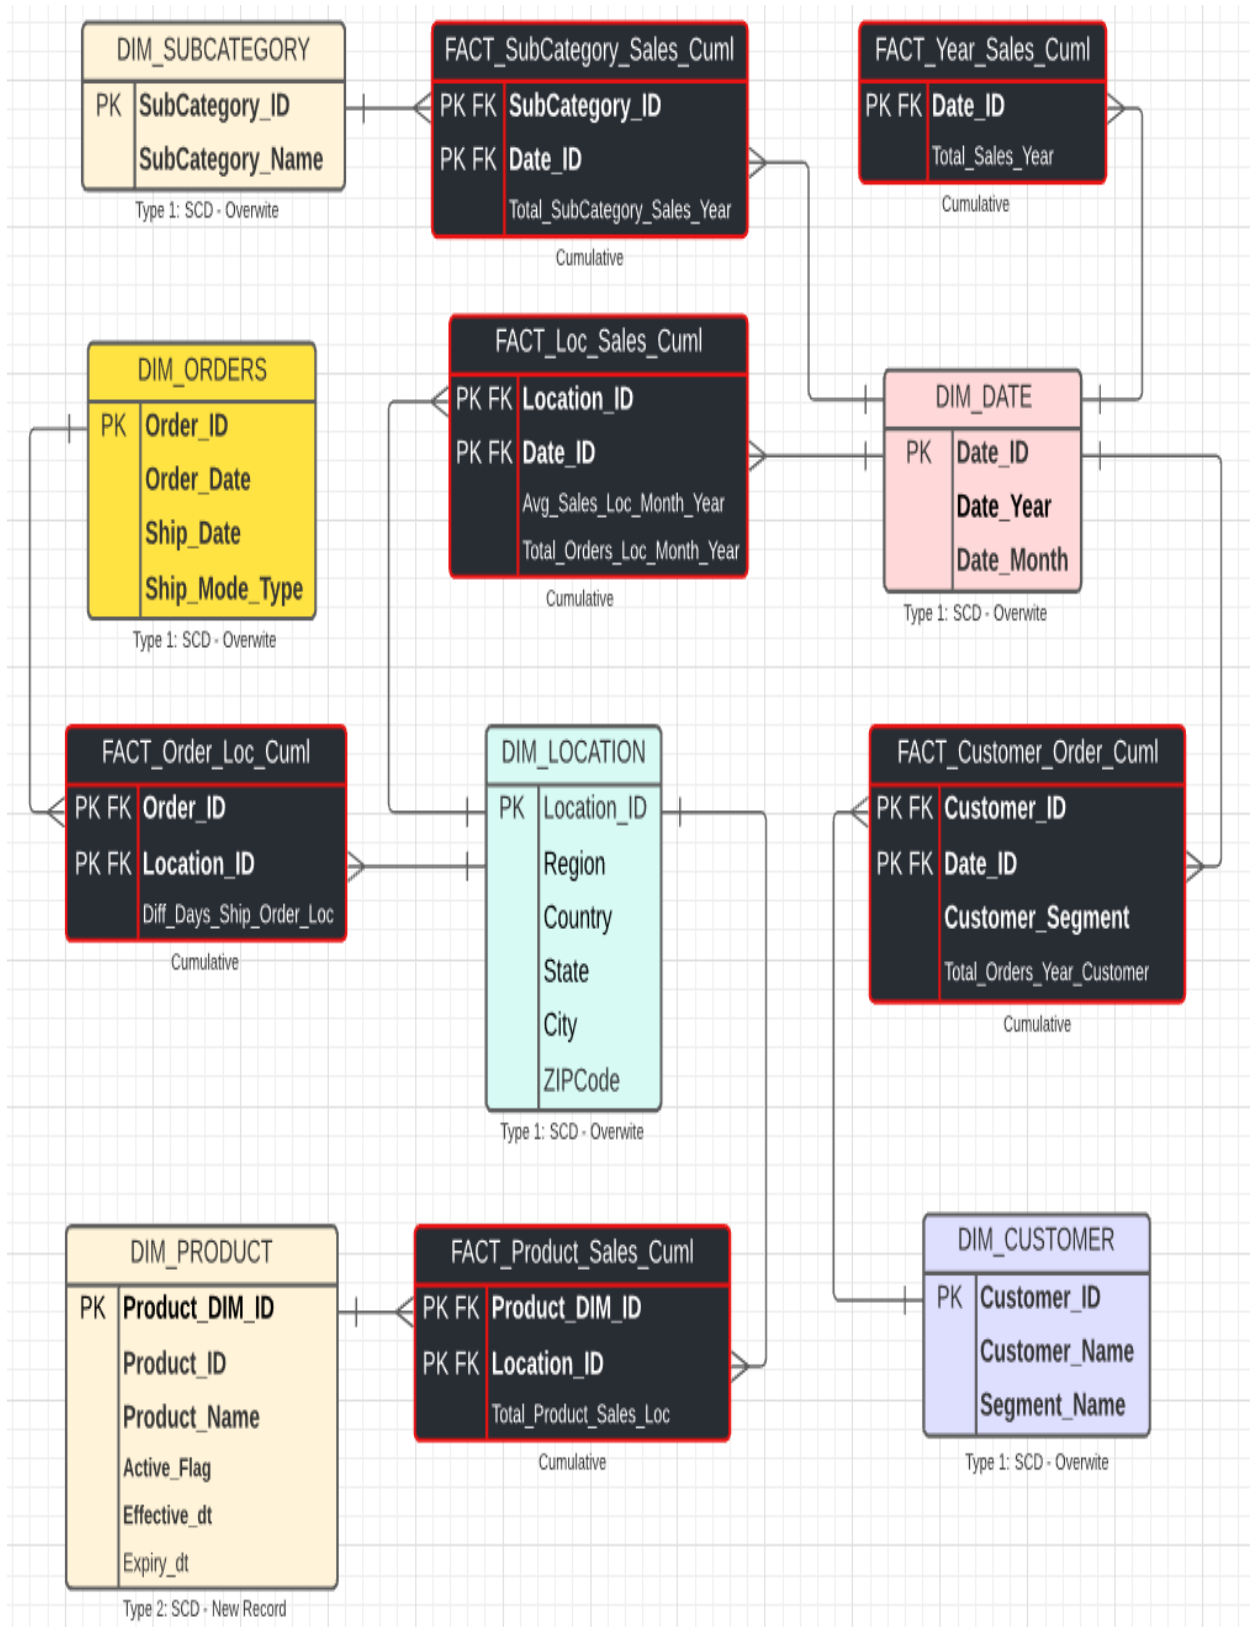 DIM_SUBCATEGORY
PK SubCategory_ID
SubCategory_Name
Type 1: SCD - Overwite
FACT_SubCategory_Sales_Cuml
PK FK SubCategory_ID
PK FK Date_ID
Total_SubCategory_Sales_Year
Cumulative
FACT_Year_Sales_Cuml
PK FK Date_ID
Total_Sales_Year
Cumulative
DIM_ORDERS
PK Order_ID
Order_Date
Ship_Date
Ship_Mode_Type
Type 1: SCD - Overwite
FACT_Loc_Sales_Cuml
PK FK Location_ID
PK FK Date_ID
Avg_Sales_Loc_Month_Year
Total_Orders_Loc_Month_Year
Cumulative
DIM_DATE
PK Date_ID
Date_Year
Date_Month
Type 1: SCD - Overwite
FACT_Order_Loc_Cuml
PK FK Order_ID
PK FK Location_ID
Diff_Days_Ship_Order_Loc
Cumulative
DIM_LOCATION
PK Location_ID
Region
Country
State
City
ZIPCode
Type 1: SCD - Overwite
FACT_Customer_Order_Cuml
PK FK Customer_ID
PK FK Date_ID
Customer_Segment
Total_Orders_Year_Customer
Cumulative
DIM_PRODUCT
PK Product_DIM_ID
Product_ID
Product_Name
Active_Flag
Effective_dt
Expiry_dt
Type 2: SCD - New Record
FACT_Product_Sales_Cuml
PK FK Product_DIM_ID
PK FK Location_ID
Total_Product_Sales_Loc
Cumulative
DIM_CUSTOMER
PK Customer_ID
Customer_Name
Segment_Name
Type 1: SCD - Overwite